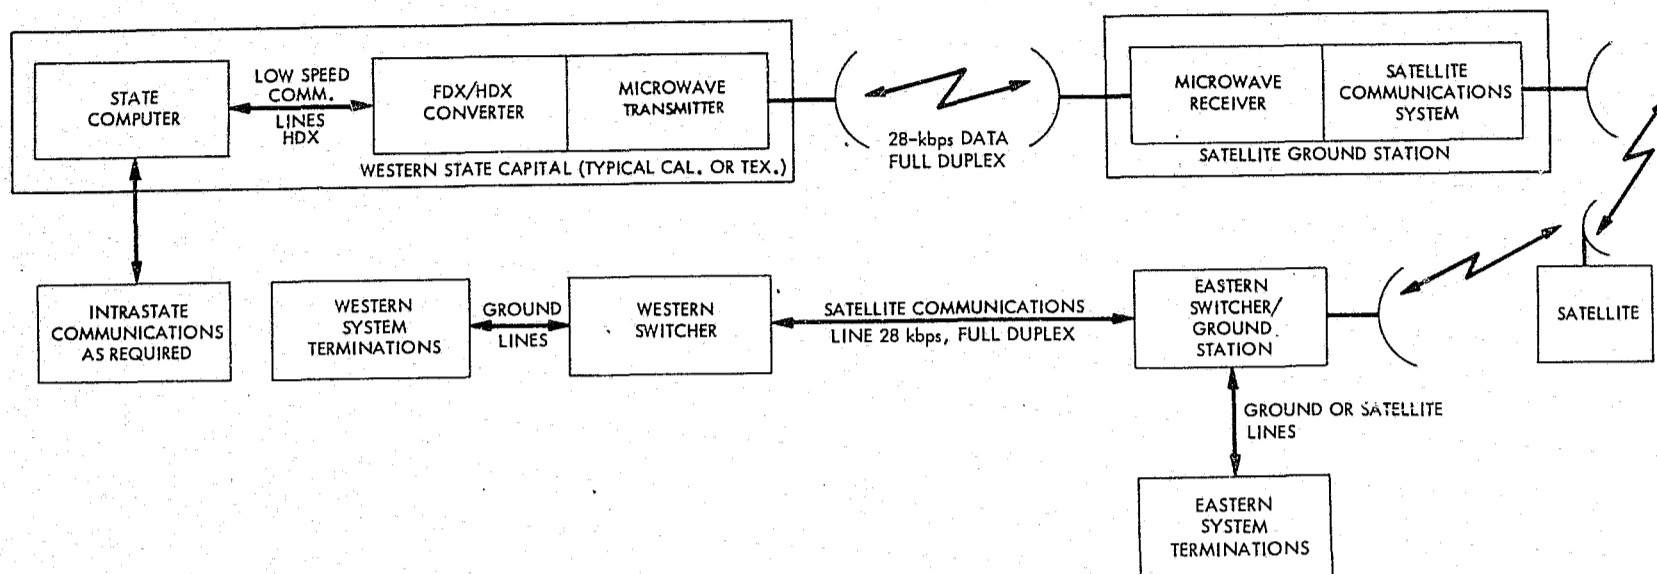 STATE
COMPUTER
LOW SPEED
COMM.
LINES
HDX
FDX/HDX
CONVERTER
MICROWAVE
TRANSMITTER
WESTERN STATE CAPITAL (TYPICAL CAL. OR TEX.)
28-kbps DATA
FULL DUPLEX
MICROWAVE
RECEIVER
SATELLITE
COMMUNICATIONS
SYSTEM
SATELLITE GROUND STATION
INTRASTATE
COMMUNICATIONS
AS REQUIRED
WESTERN
SYSTEM
TERMINATIONS
GROUND
LINES
WESTERN
SWITCHER
SATELLITE COMMUNICATIONS
LINE 28 kbps, FULL DUPLEX
EASTERN
SWITCHER/
GROUND
STATION
SATELLITE
GROUND OR SATELLITE
LINES
EASTERN
SYSTEM
TERMINATIONS